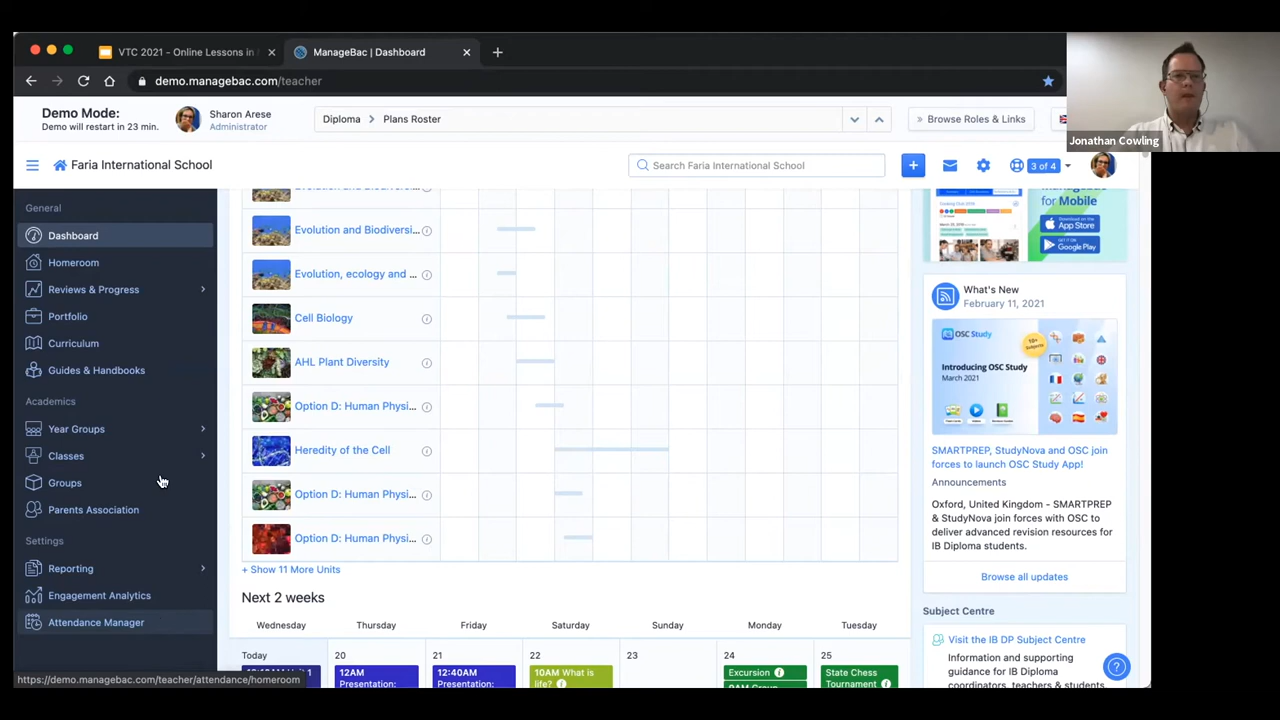 VTC 2021 - Online Lessons in
ManageBac | Dashboard
demo.managebac.com/teacher
Demo Mode:
Demo will restart in 23 min.
Sharon Arese
Administrator
Diploma > Plans Roster
» Browse Roles & Links
Jonathan Cowling
Faria International School
Search Faria International School
3 of 4
General
Dashboard
Homeroom
Reviews & Progress
Portfolio
Curriculum
Guides & Handbooks
Academics
Year Groups
Classes
Groups
Parents Association
Settings
Reporting
Engagement Analytics
Attendance Manager
https://demo.managebac.com/teacher/attendance/homeroom
Evolution and Biodiversi...
Evolution, ecology and ...
Cell Biology
AHL Plant Diversity
Option D: Human Physi...
Heredity of the Cell
Option D: Human Physi...
Option D: Human Physi...
+ Show 11 More Units
Next 2 weeks
Wednesday Thursday Friday Saturday Sunday Monday Tuesday
Today 20 21 22 23 24 25
12AM
Presentation:
12:40AM
Presentation:
10AM What is
life?
Excursion
State Chess
Tournament
for Mobile
Download on the
App Store
GET IT ON
Google Play
What's New
February 11, 2021
OSC Study
10+
Subjects
Introducing OSC Study
March 2021
SMARTPREP, StudyNova and OSC join
forces to launch OSC Study App!
Announcements
Oxford, United Kingdom - SMARTPREP
& StudyNova join forces with OSC to
deliver advanced revision resources for
IB Diploma students.
Browse all updates
Subject Centre
Visit the IB DP Subject Centre
Information and supporting
guidance for IB Diploma
coordinators, teachers & students.
?